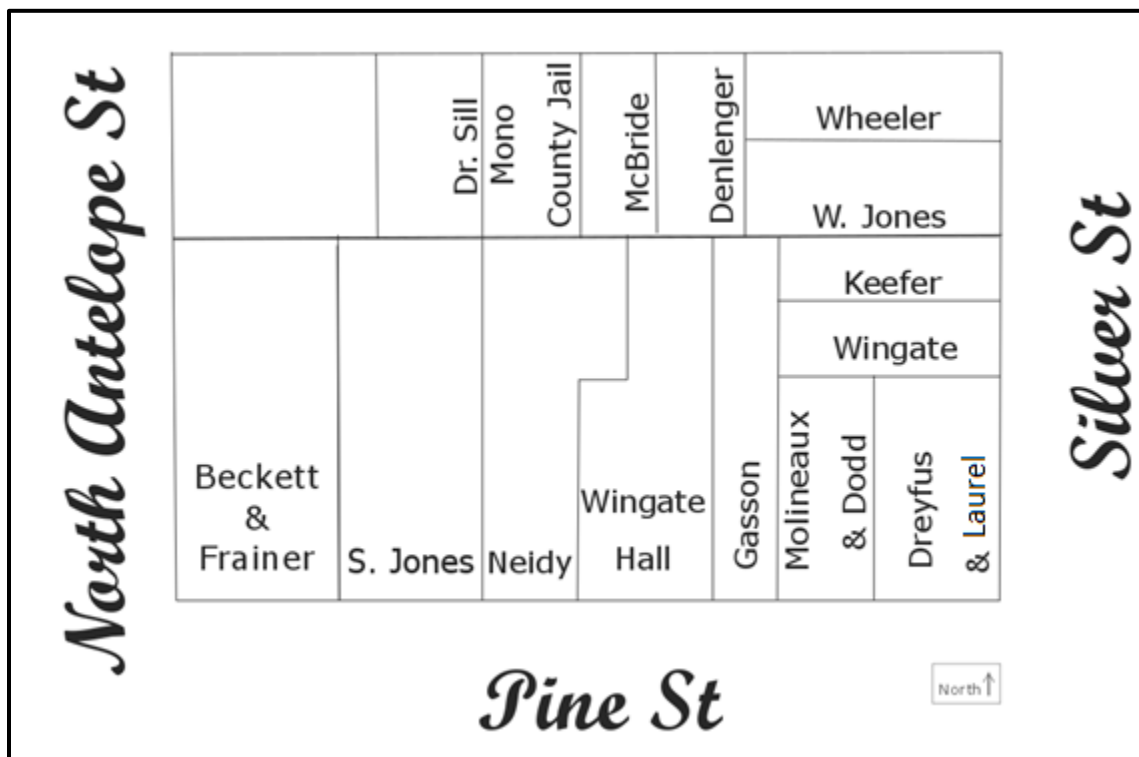 North Antelope St
Dr. Sill
Mono
County Jail
McBride
Denlenger
Wheeler
W. Jones
Keefer
Wingate
Beckett
&
Frainer
S. Jones
Neidy
Wingate
Hall
Gasson
Molineaux
& Dodd
Dreyfus
& Laurel
Silver St
Pine St
North↑